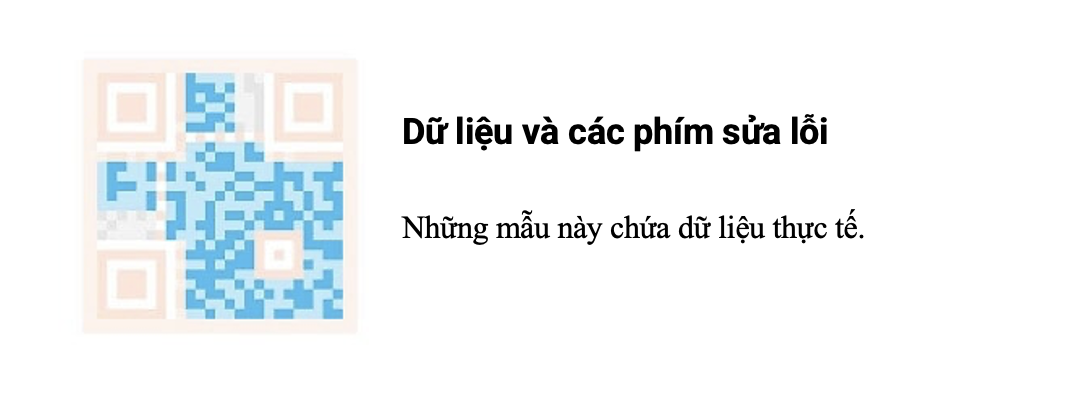 Dữ liệu và các phím sửa lỗi
Những mẫu này chứa dữ liệu thực tế.